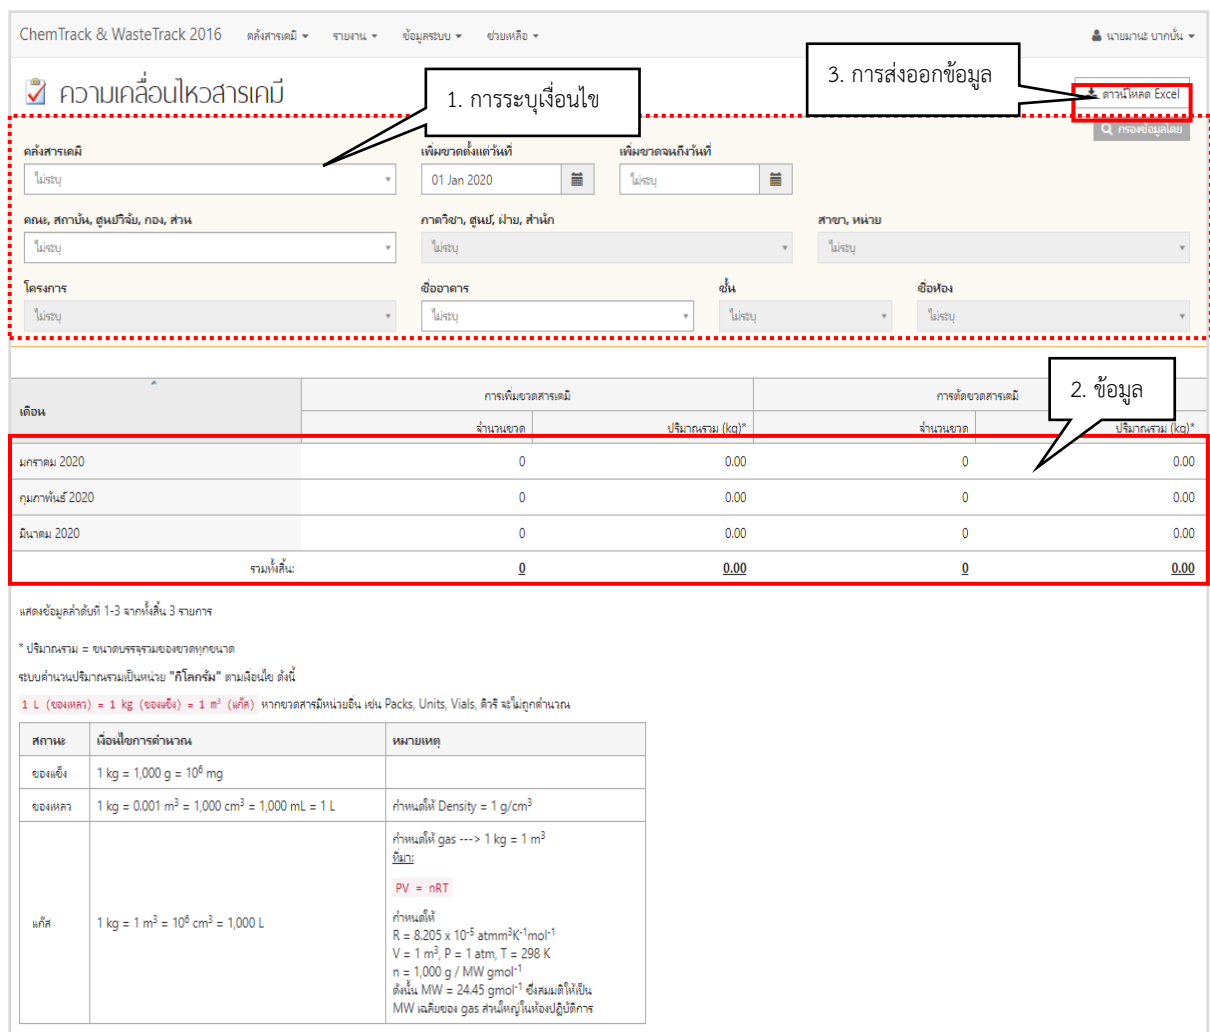 ChemTrack & WasteTrack 2016 คลังสารเคมี รายงาน ข้อมูลระบบ ช่วยเหลือ นายมานะ บากบั่น
ความเคลื่อนไหวสารเคมี
1. การระบุเงื่อนไข
3. การส่งออกข้อมูล
ดาวน์โหลด Excel
กรองข้อมูลโดย
คลังสารเคมี เพิ่มขวดตั้งแต่วันที่ เพิ่มขวดจนถึงวันที่
ไม่ระบุ 01 Jan 2020 ไม่ระบุ
คณะ, สถาบัน, ศูนย์วิจัย, กอง, ส่วน ภาควิชา, ศูนย์, ฝ่าย, สำนัก สาขา, หน่วย
ไม่ระบุ ไม่ระบุ ไม่ระบุ
โครงการ ชื่ออาคาร ชั้น ชื่อห้อง
ไม่ระบุ ไม่ระบุ ไม่ระบุ ไม่ระบุ
2. ข้อมูล
เดือน การเพิ่มขวดสารเคมี การตัดขวดสารเคมี
จำนวนขวด ปริมาณรวม (kg)* จำนวนขวด ปริมาณรวม (kg)*
มกราคม 2020 0 0.00 0 0.00
กุมภาพันธ์ 2020 0 0.00 0 0.00
มีนาคม 2020 0 0.00 0 0.00
รวมทั้งสิ้น: 0 0.00 0 0.00
แสดงข้อมูลลำดับที่ 1-3 จากทั้งสิ้น 3 รายการ
* ปริมาณรวม = ขนาดบรรจุรวมของขวดทุกขนาด
ระบบคำนวนปริมาณรวมเป็นหน่วย "กิโลกรัม" ตามเงื่อนไข ดังนี้
1 L (ของเหลว) = 1 kg (ของแข็ง) = 1 m³ (แก๊ส) หากขวดสารมีหน่วยอื่น เช่น Packs, Units, Vials, คิวรี จะไม่ถูกคำนวณ
สถานะ เงื่อนไขการคำนวณ หมายเหตุ
ของแข็ง 1 kg = 1,000 g = 10⁶ mg
ของเหลว 1 kg = 0.001 m³ = 1,000 cm³ = 1,000 mL = 1 L กำหนดให้ Density = 1 g/cm³
แก๊ส 1 kg = 1 m³ = 10⁶ cm³ = 1,000 L กำหนดให้ gas ---> 1 kg = 1 m³
ที่มา:
PV = nRT
กำหนดให้
R = 8.205 x 10⁻⁵ atmm³K⁻¹mol⁻¹
V = 1 m³, P = 1 atm, T = 298 K
n = 1,000 g / MW gmol⁻¹
ดังนั้น MW = 24.45 gmol⁻¹ ซึ่งสมมติให้เป็น
MW เฉลี่ยของ gas ส่วนใหญ่ในห้องปฏิบัติการ